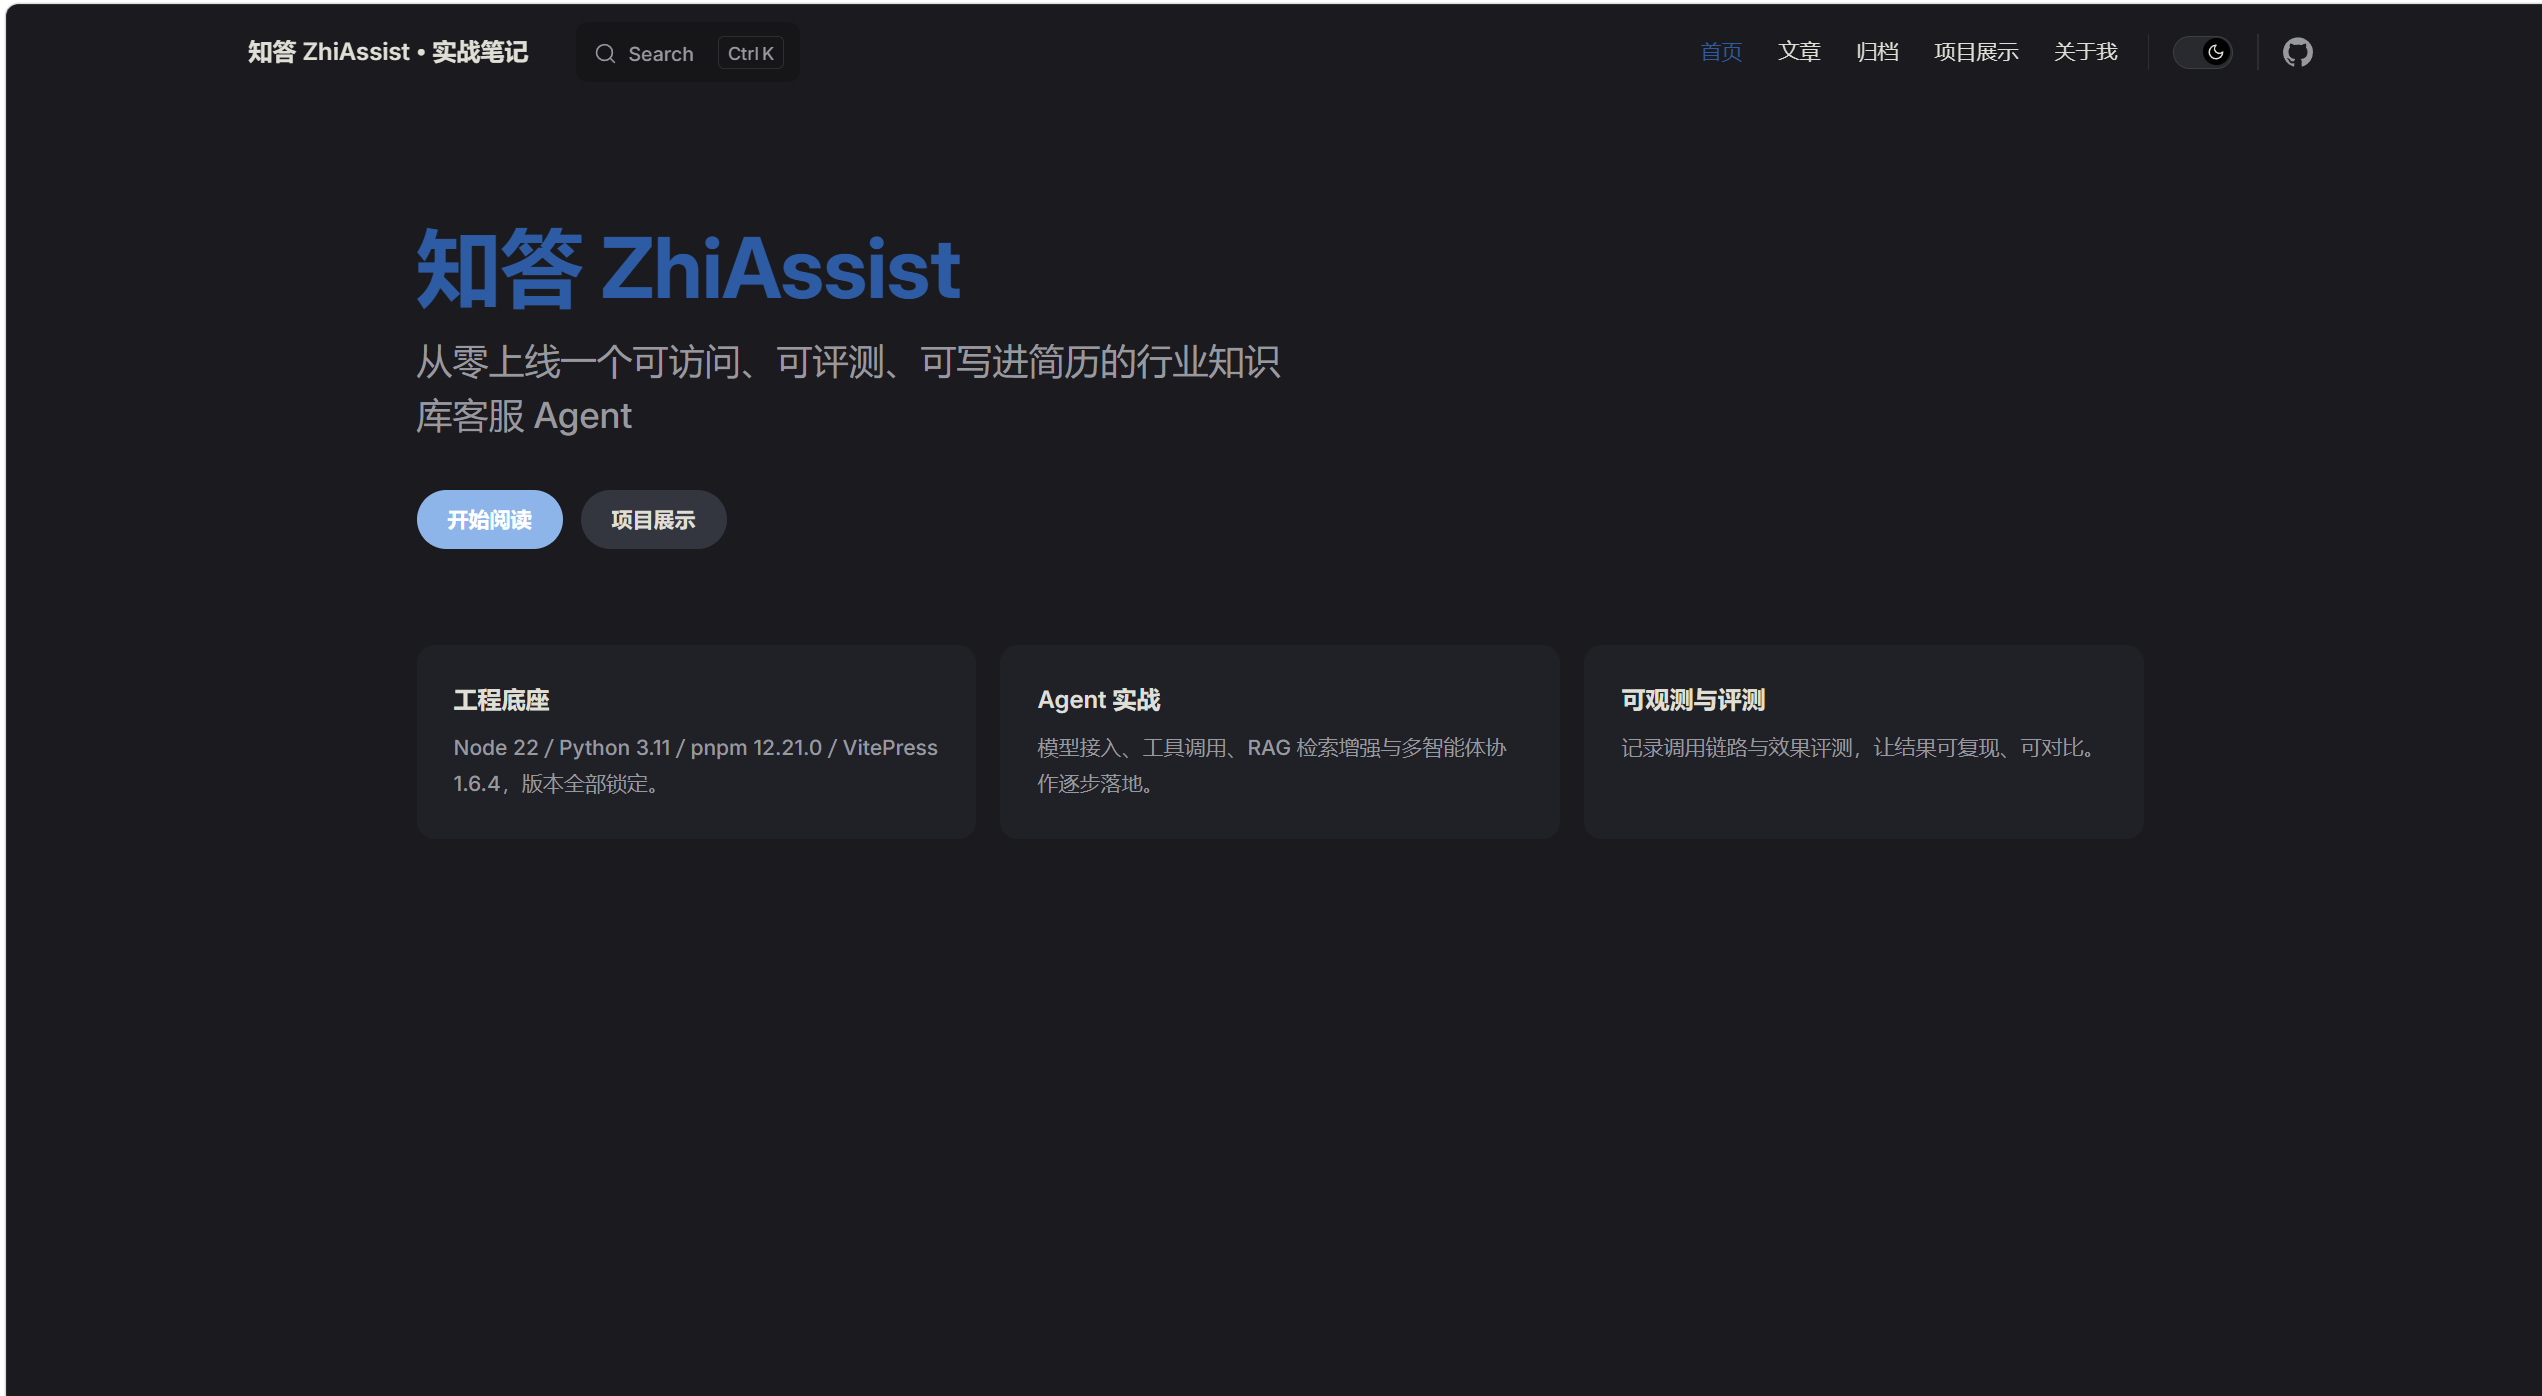 知答 ZhiAssist • 实战笔记
Search
Ctrl K
首页
文章
归档
项目展示
关于我
知答 ZhiAssist
从零上线一个可访问、可评测、可写进简历的行业知识
库客服 Agent
开始阅读
项目展示
工程底座
Node 22 / Python 3.11 / pnpm 12.21.0 / VitePress
1.6.4，版本全部锁定。
Agent 实战
模型接入、工具调用、RAG 检索增强与多智能体协
作逐步落地。
可观测与评测
记录调用链路与效果评测，让结果可复现、可对比。